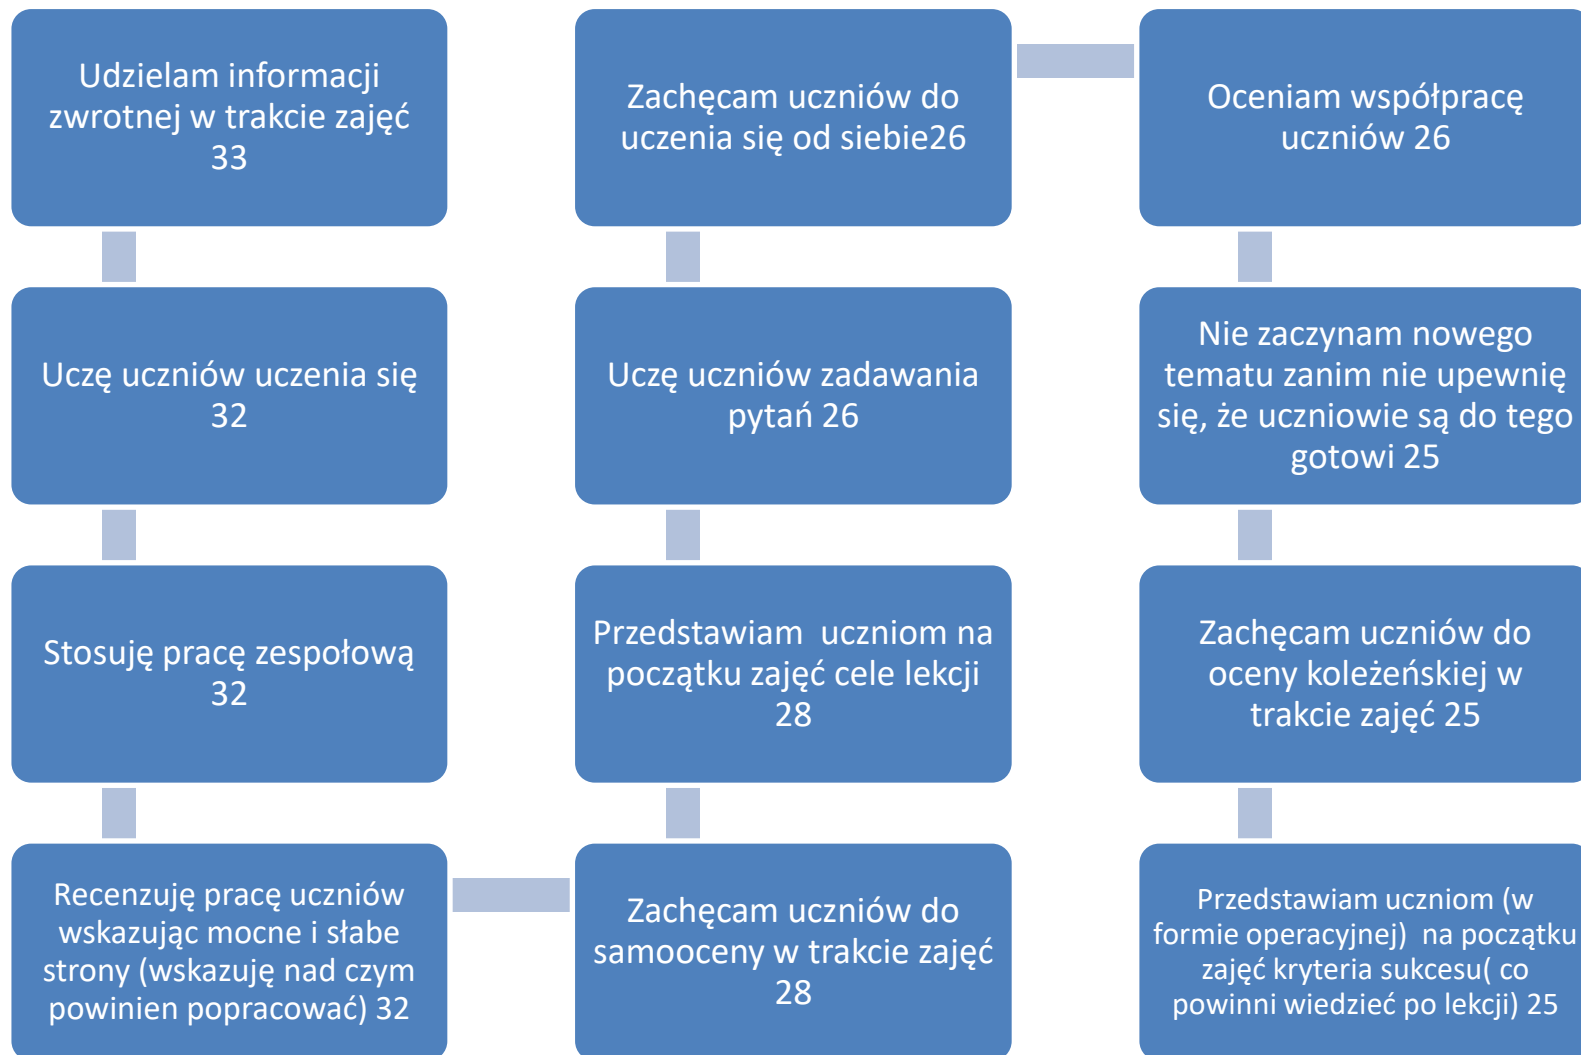 Udzielam informacji
zwrotnej w trakcie zajęć
33
Uczę uczniów uczenia się
32
Stosuję pracę zespołową
32
Recenzuję pracę uczniów
wskazując mocne i słabe
strony (wskazuję nad czym
powinien popracować) 32
Zachęcam uczniów do
samooceny w trakcie zajęć
28
Przedstawiam  uczniom na
początku zajęć cele lekcji
28
Uczę uczniów zadawania
pytań 26
Zachęcam uczniów do
uczenia się od siebie26
Oceniam współpracę
uczniów 26
Nie zaczynam nowego
tematu zanim nie upewnię
się, że uczniowie są do tego
gotowi 25
Zachęcam uczniów do
oceny koleżeńskiej w
trakcie zajęć 25
Przedstawiam uczniom (w
formie operacyjnej)  na początku
zajęć kryteria sukcesu( co
powinni wiedzieć po lekcji) 25